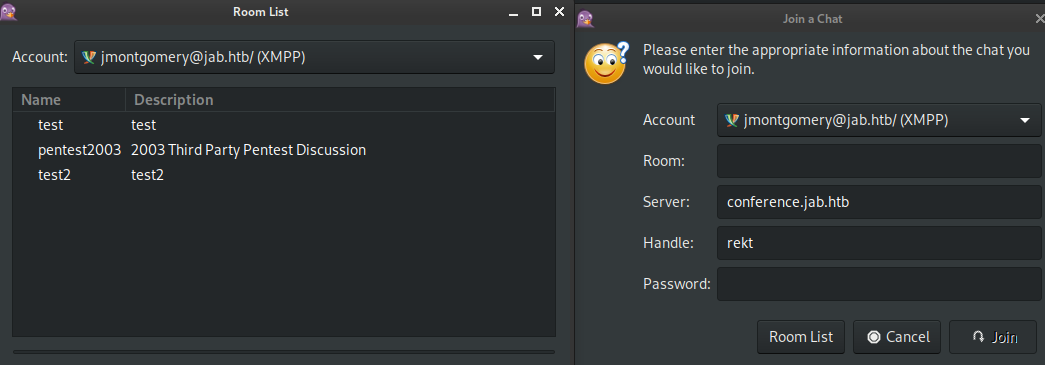 Room List
Account: jmontgomery@jab.htb/ (XMPP)
Name Description
test test
pentest2003 2003 Third Party Pentest Discussion
test2 test2
Join a Chat
Please enter the appropriate information about the chat you
would like to join.
Account jmontgomery@jab.htb/ (XMPP)
Room:
Server: conference.jab.htb
Handle: rekt
Password:
Room List Cancel Join